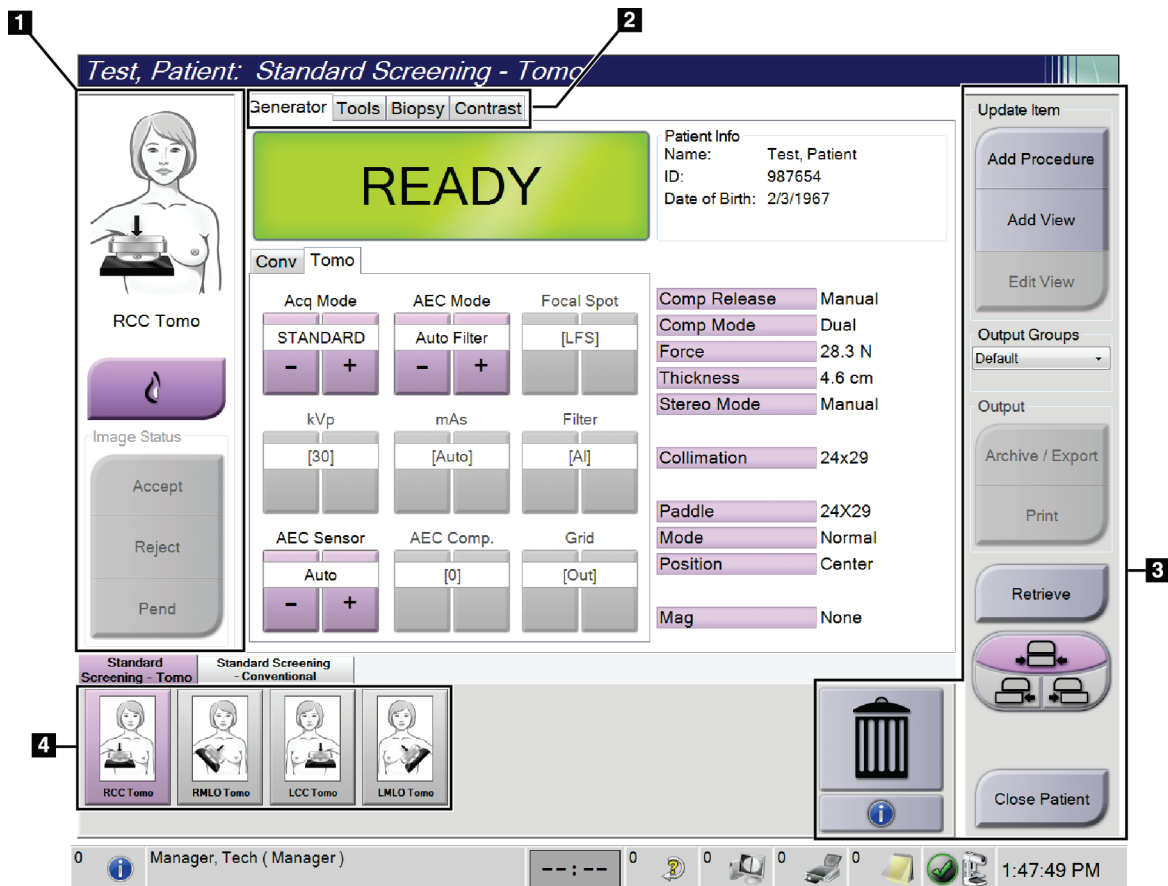 1
2
Test, Patient: Standard Screening - Tomo
Generator Tools Biopsy Contrast
READY
Patient Info
Name: Test, Patient
ID: 987654
Date of Birth: 2/3/1967
RCC Tomo
Image Status
Accept
Reject
Pend
Conv Tomo
Acq Mode AEC Mode Focal Spot
STANDARD Auto Filter [LFS]
- + - +
kVp mAs Filter
[30] [Auto] [Al]
AEC Sensor AEC Comp. Grid
Auto [0] [Out]
- +
Comp Release Manual
Comp Mode Dual
Force 28.3 N
Thickness 4.6 cm
Stereo Mode Manual
Collimation 24x29
Paddle 24X29
Mode Normal
Position Center
Mag None
Update Item
Add Procedure
Add View
Edit View
Output Groups
Default
Output
Archive / Export
Print
3
Retrieve
Close Patient
Standard
Screening - Tomo
Standard Screening
- Conventional
4
RCC Tomo RMLO Tomo LCC Tomo LMLO Tomo
i
0 i Manager, Tech ( Manager ) --:-- 0 ? 0 0 0 1:47:49 PM